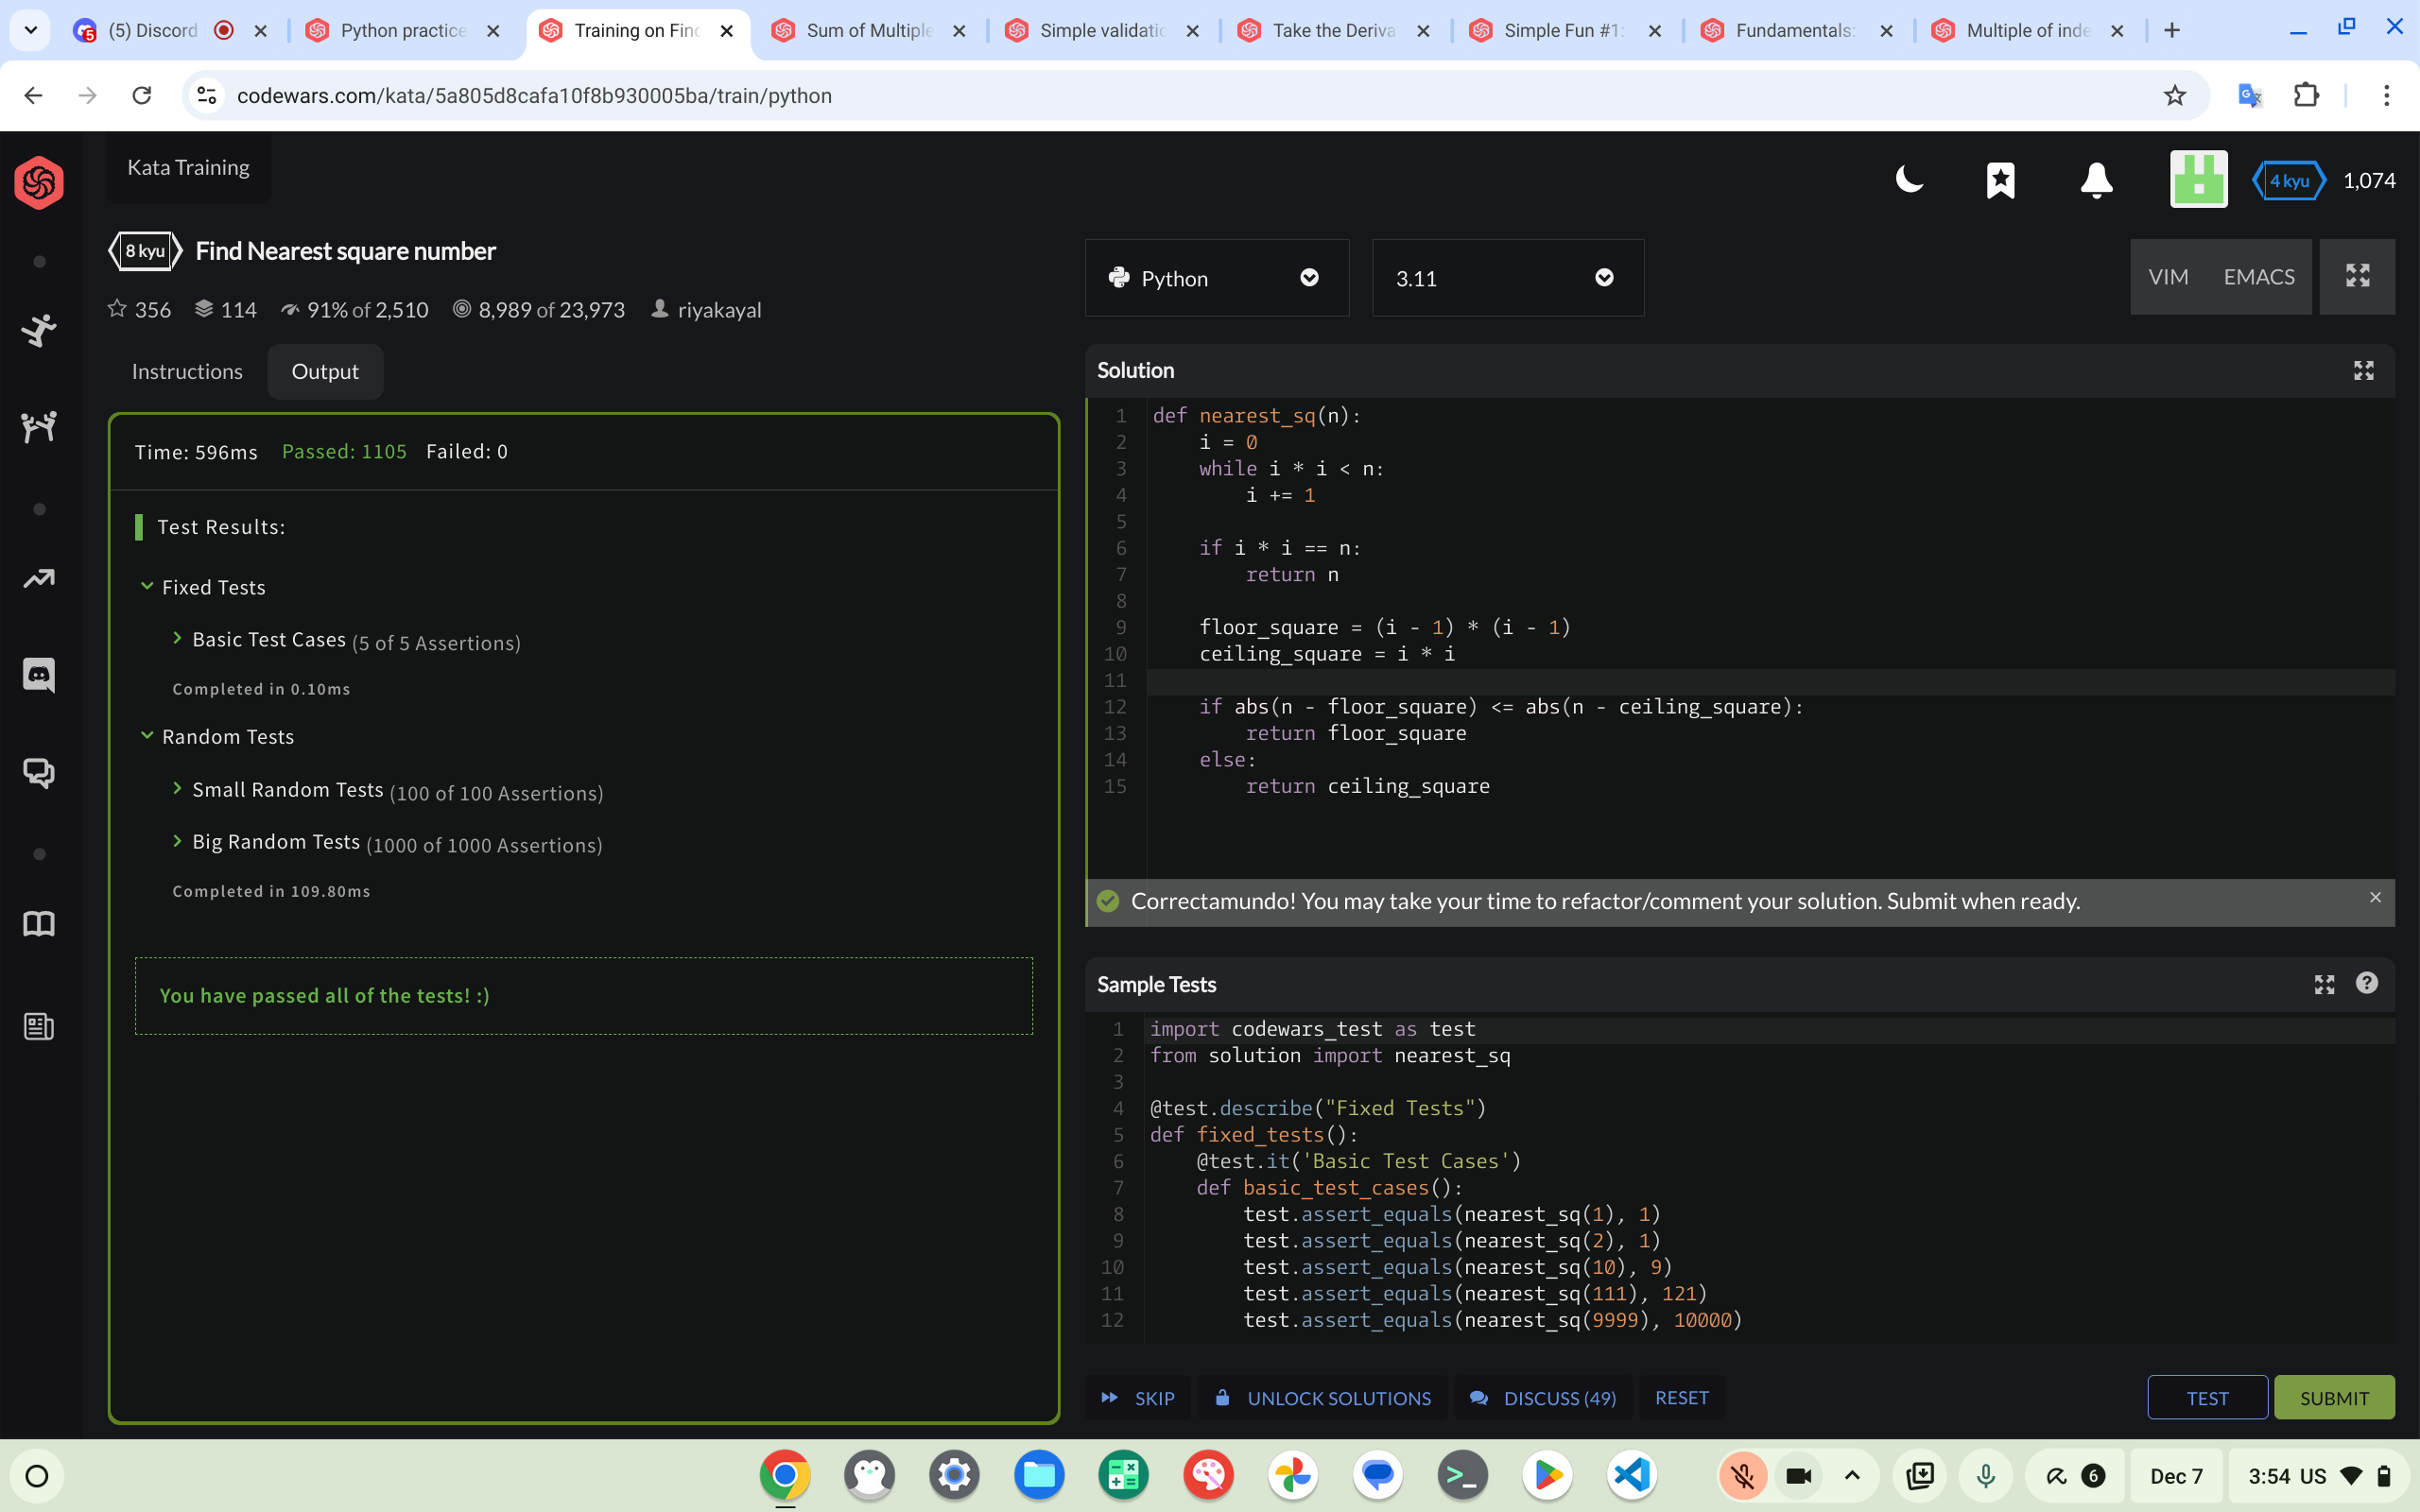 (5) Discord
Python practice
Training on Find
Sum of Multiple
Simple validatio
Take the Deriva
Simple Fun #1:
Fundamentals:
Multiple of inde
codewars.com/kata/5a805d8cafa10f8b930005ba/train/python
Kata Training
4 kyu 1,074
8 kyu Find Nearest square number
356 114 91% of 2,510 8,989 of 23,973 riyakayal
Python 3.11 VIM EMACS
Instructions Output
Time: 596ms Passed: 1105 Failed: 0
Test Results:
Fixed Tests
Basic Test Cases (5 of 5 Assertions)
Completed in 0.10ms
Random Tests
Small Random Tests (100 of 100 Assertions)
Big Random Tests (1000 of 1000 Assertions)
Completed in 109.80ms
You have passed all of the tests! :)
Solution
1 def nearest_sq(n):
2     i = 0
3     while i * i < n:
4         i += 1
5
6     if i * i == n:
7         return n
8
9     floor_square = (i - 1) * (i - 1)
10     ceiling_square = i * i
11
12     if abs(n - floor_square) <= abs(n - ceiling_square):
13         return floor_square
14     else:
15         return ceiling_square
Correctamundo! You may take your time to refactor/comment your solution. Submit when ready.
Sample Tests
1 import codewars_test as test
2 from solution import nearest_sq
3
4 @test.describe("Fixed Tests")
5 def fixed_tests():
6     @test.it('Basic Test Cases')
7     def basic_test_cases():
8         test.assert_equals(nearest_sq(1), 1)
9         test.assert_equals(nearest_sq(2), 1)
10         test.assert_equals(nearest_sq(10), 9)
11         test.assert_equals(nearest_sq(111), 121)
12         test.assert_equals(nearest_sq(9999), 10000)
SKIP UNLOCK SOLUTIONS DISCUSS (49) RESET TEST SUBMIT
6 Dec 7 3:54 US